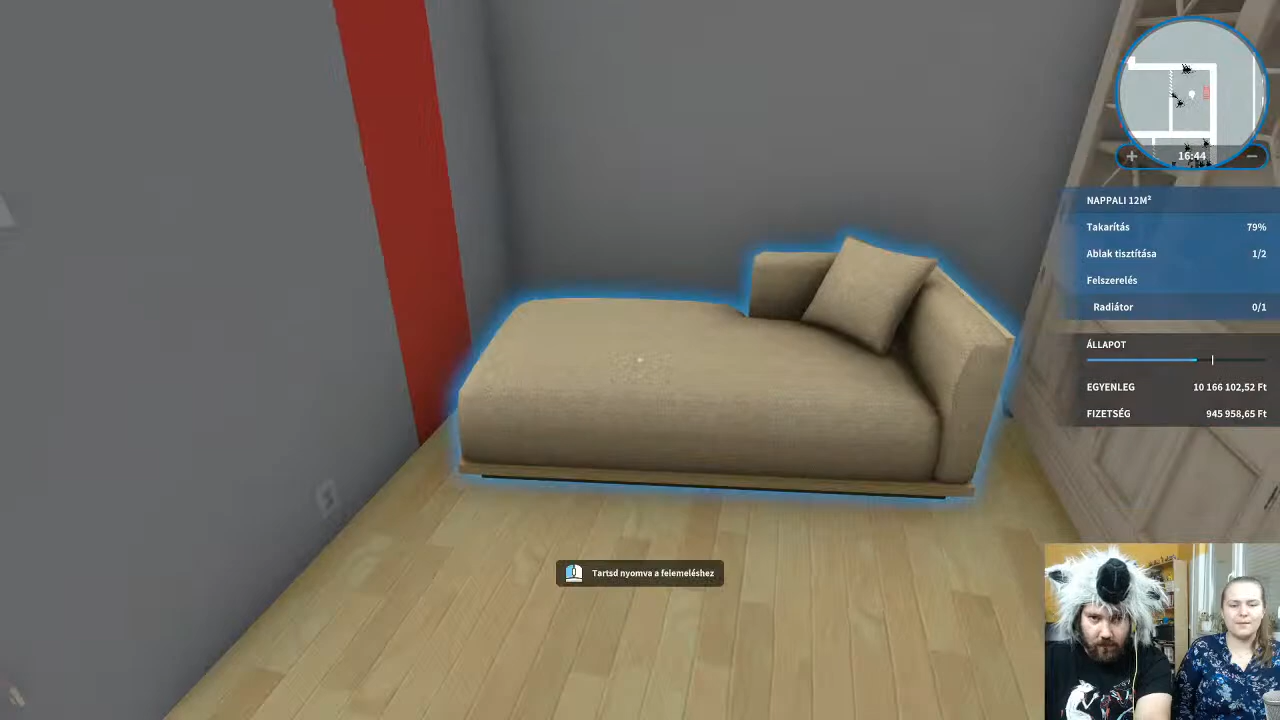 16:44
NAPPALI 12M²
Takarítás 79%
Ablak tisztítása 1/2
Felszerelés
Radiátor 0/1
ÁLLAPOT
EGYENLEG 10 166 102,52 Ft
FIZETSÉG 945 958,65 Ft
Tartsd nyomva a felemeléshez